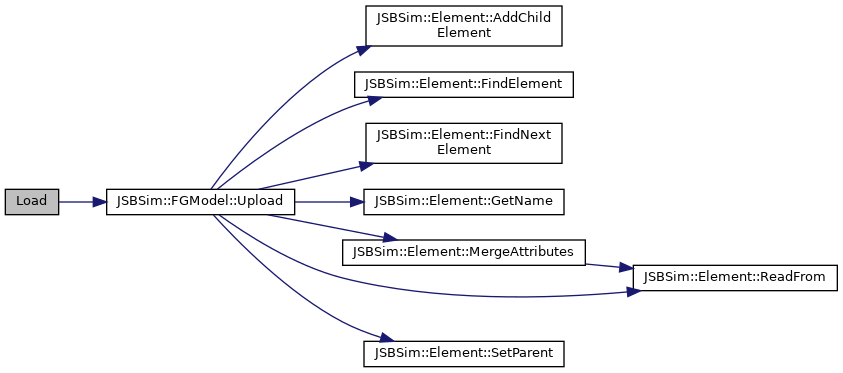 JSBSim::Element::AddChild
Element
JSBSim::Element::FindElement
JSBSim::Element::FindNext
Element
Load
JSBSim::FGModel::Upload
JSBSim::Element::GetName
JSBSim::Element::MergeAttributes
JSBSim::Element::ReadFrom
JSBSim::Element::SetParent